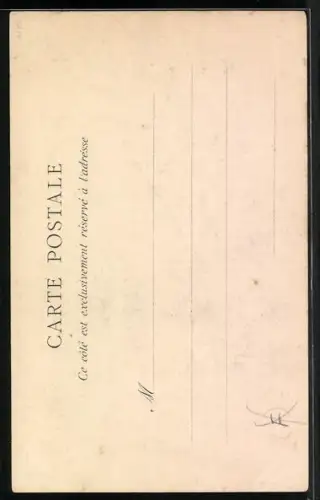 CARTE POSTALE
Ce côté est exclusivement réservé à l'adresse
M